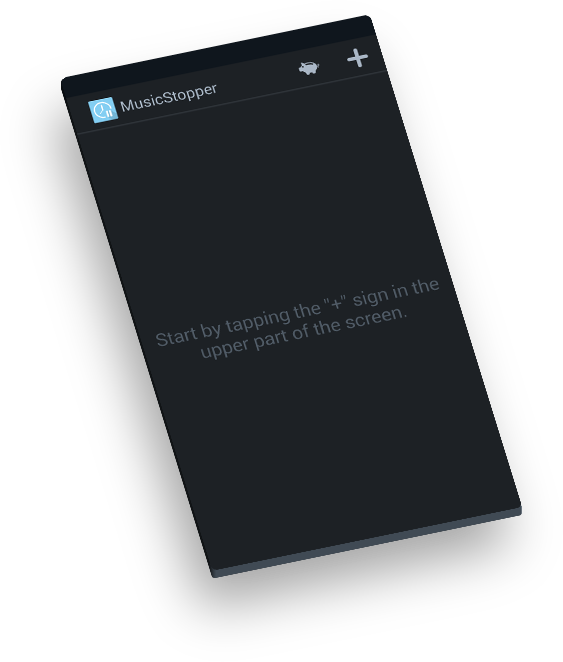 MusicStopper
Start by tapping the "+" sign in the
upper part of the screen.